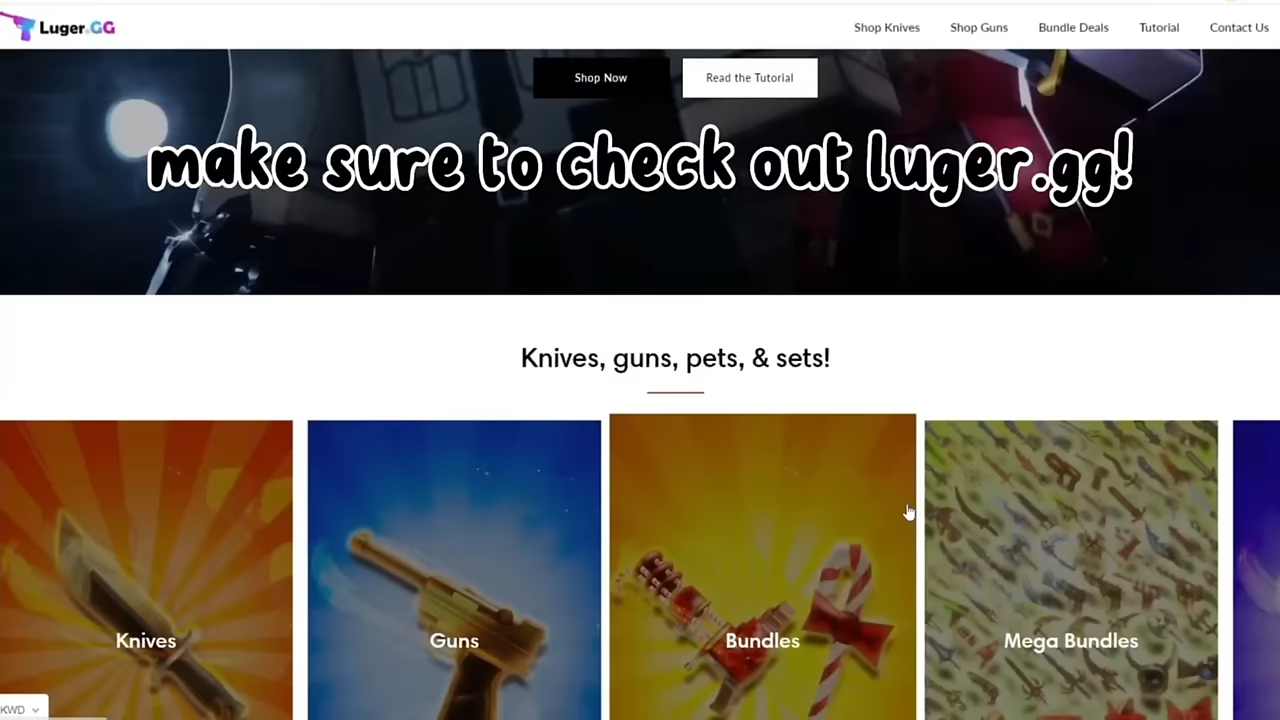 Luger.GG
Shop Knives
Shop Guns
Bundle Deals
Tutorial
Contact Us
Shop Now
Read the Tutorial
make sure to check out luger.gg!
Knives, guns, pets, & sets!
Knives
Guns
Bundles
Mega Bundles
KWD